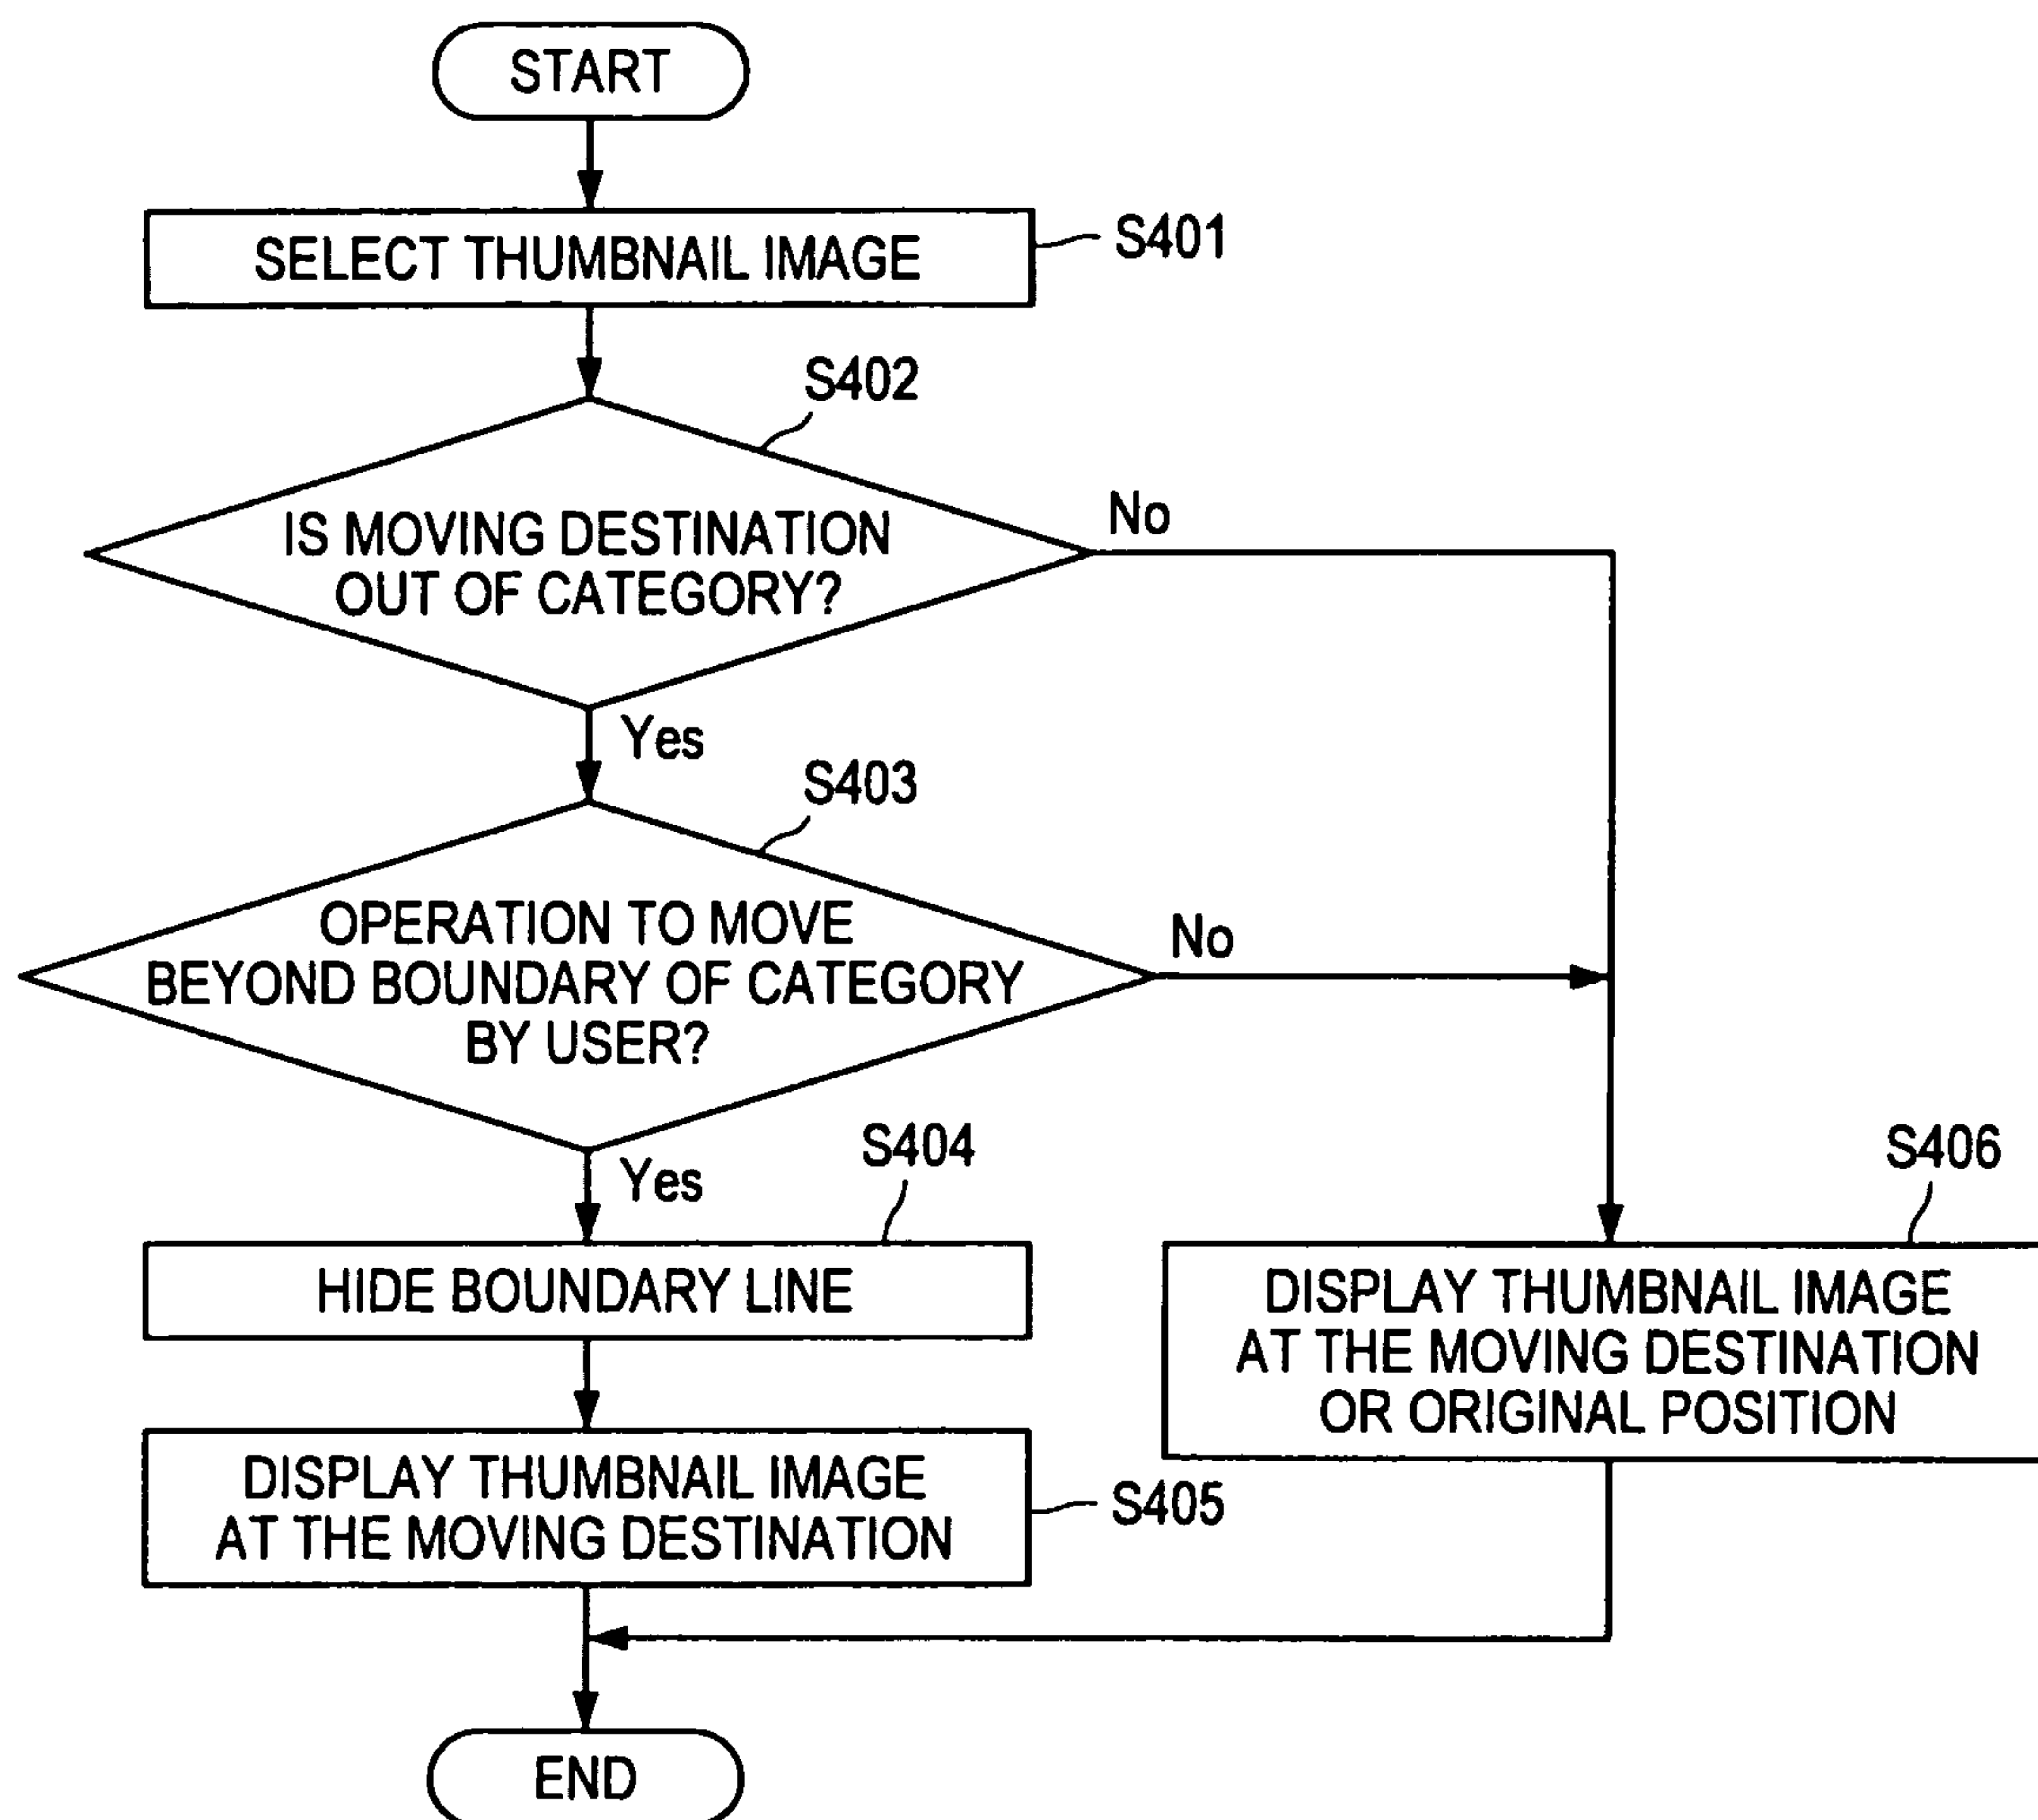 START
SELECT THUMBNAIL IMAGE
S401
S402
IS MOVING DESTINATION
OUT OF CATEGORY?
No
Yes
S403
OPERATION TO MOVE
BEYOND BOUNDARY OF CATEGORY
BY USER?
No
Yes
S404
HIDE BOUNDARY LINE
S406
DISPLAY THUMBNAIL IMAGE
AT THE MOVING DESTINATION
OR ORIGINAL POSITION
DISPLAY THUMBNAIL IMAGE
AT THE MOVING DESTINATION
S405
END